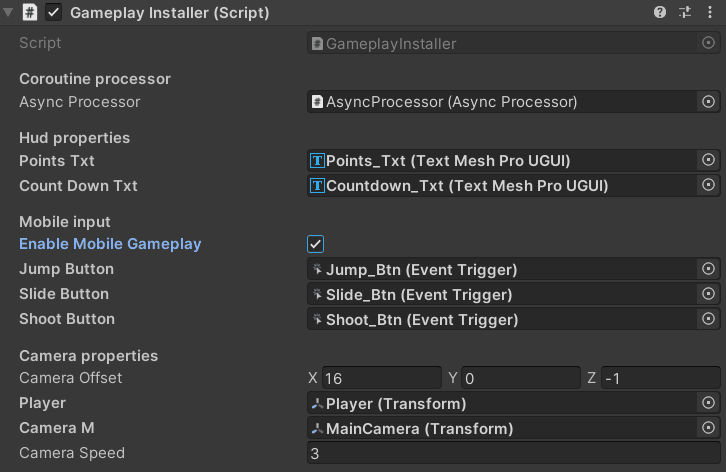 Gameplay Installer (Script)
Script GameplayInstaller
Coroutine processor
Async Processor AsyncProcessor (Async Processor)
Hud properties
Points Txt Points_Txt (Text Mesh Pro UGUI)
Count Down Txt Countdown_Txt (Text Mesh Pro UGUI)
Mobile input
Enable Mobile Gameplay
Jump Button Jump_Btn (Event Trigger)
Slide Button Slide_Btn (Event Trigger)
Shoot Button Shoot_Btn (Event Trigger)
Camera properties
Camera Offset X 16 Y 0 Z -1
Player Player (Transform)
Camera M MainCamera (Transform)
Camera Speed 3